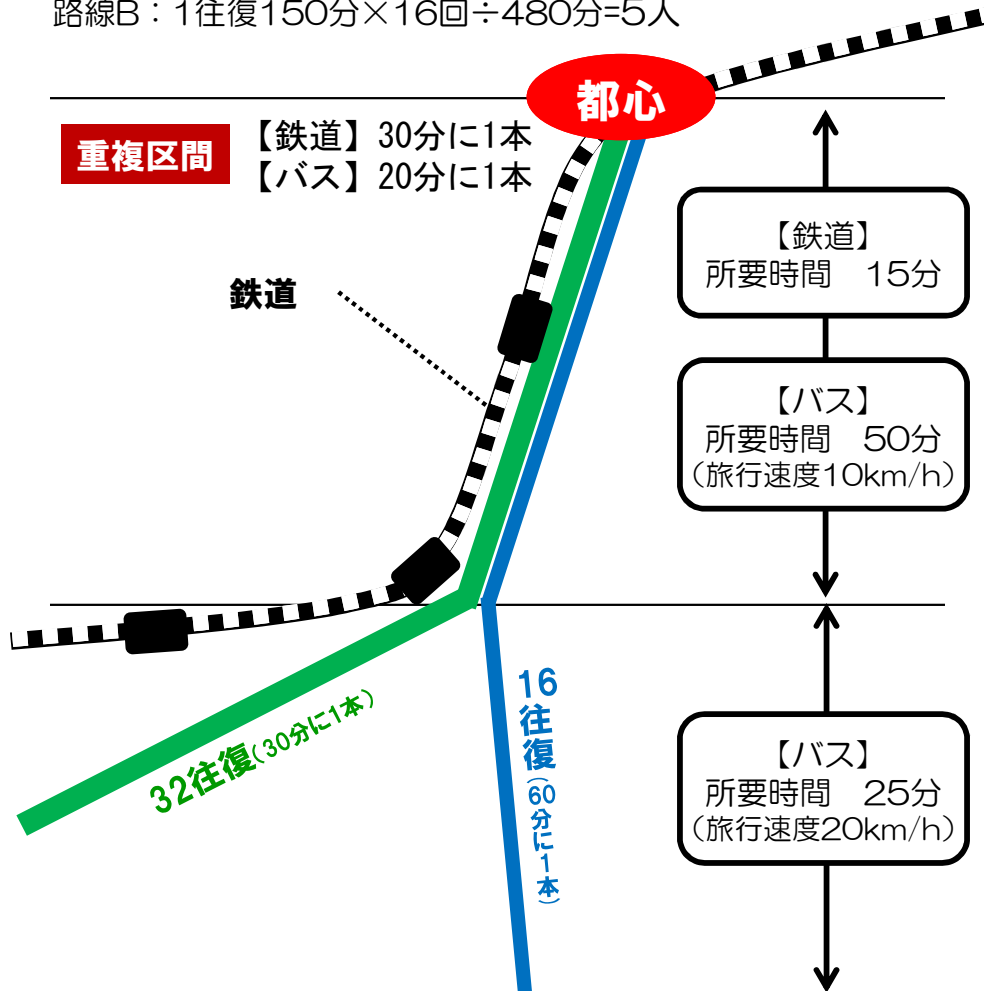 路線B：1往復150分×16回÷480分=5人
都心
重複区間
【鉄道】30分に1本
【バス】20分に1本
【鉄道】
所要時間　15分
鉄道
【バス】
所要時間　50分
（旅行速度10km/h）
32往復（30分に1本）
16往復（60分に1本）
【バス】
所要時間　25分
（旅行速度20km/h）